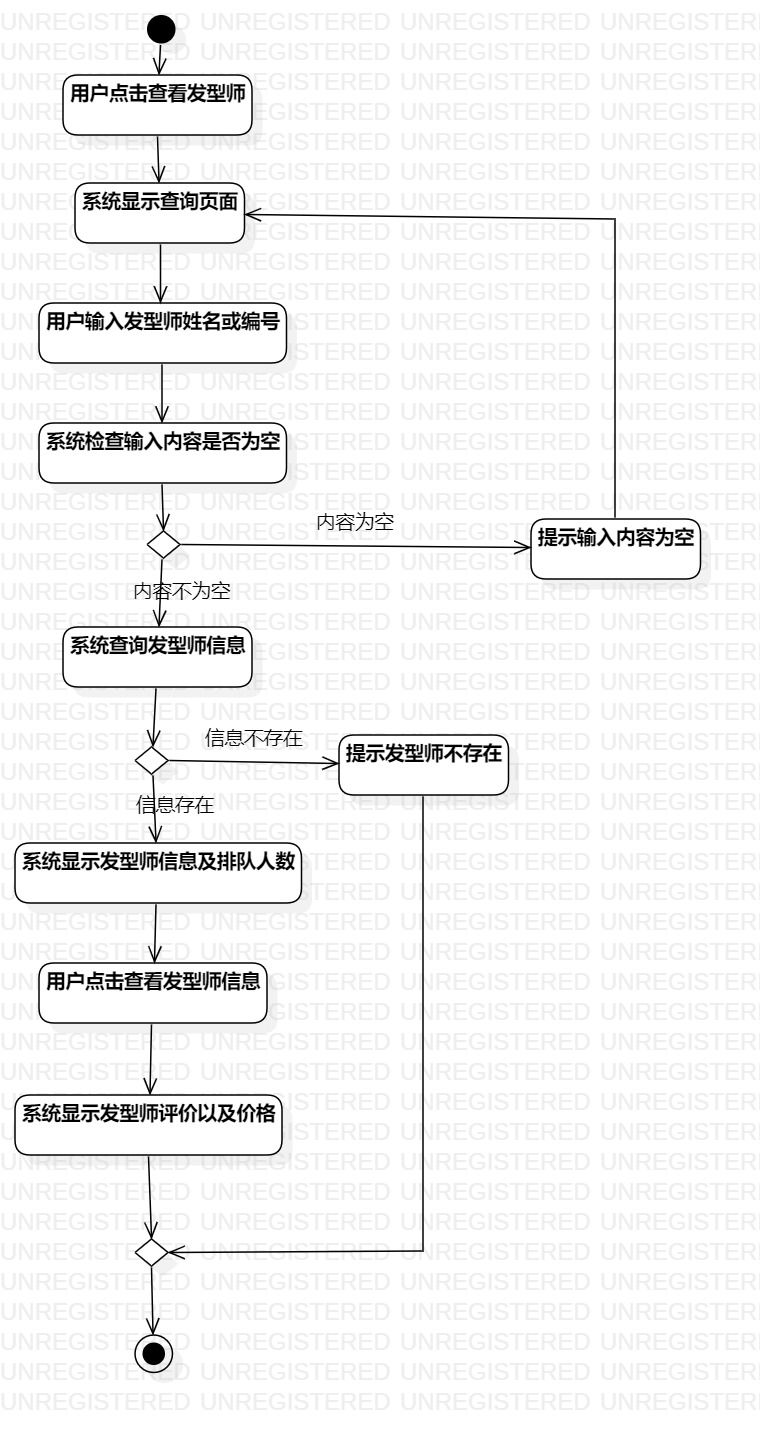 用户点击查看发型师
系统显示查询页面
用户输入发型师姓名或编号
系统检查输入内容是否为空
内容为空
提示输入内容为空
内容不为空
系统查询发型师信息
信息不存在
提示发型师不存在
信息存在
系统显示发型师信息及排队人数
用户点击查看发型师信息
系统显示发型师评价以及价格
UNREGISTERED